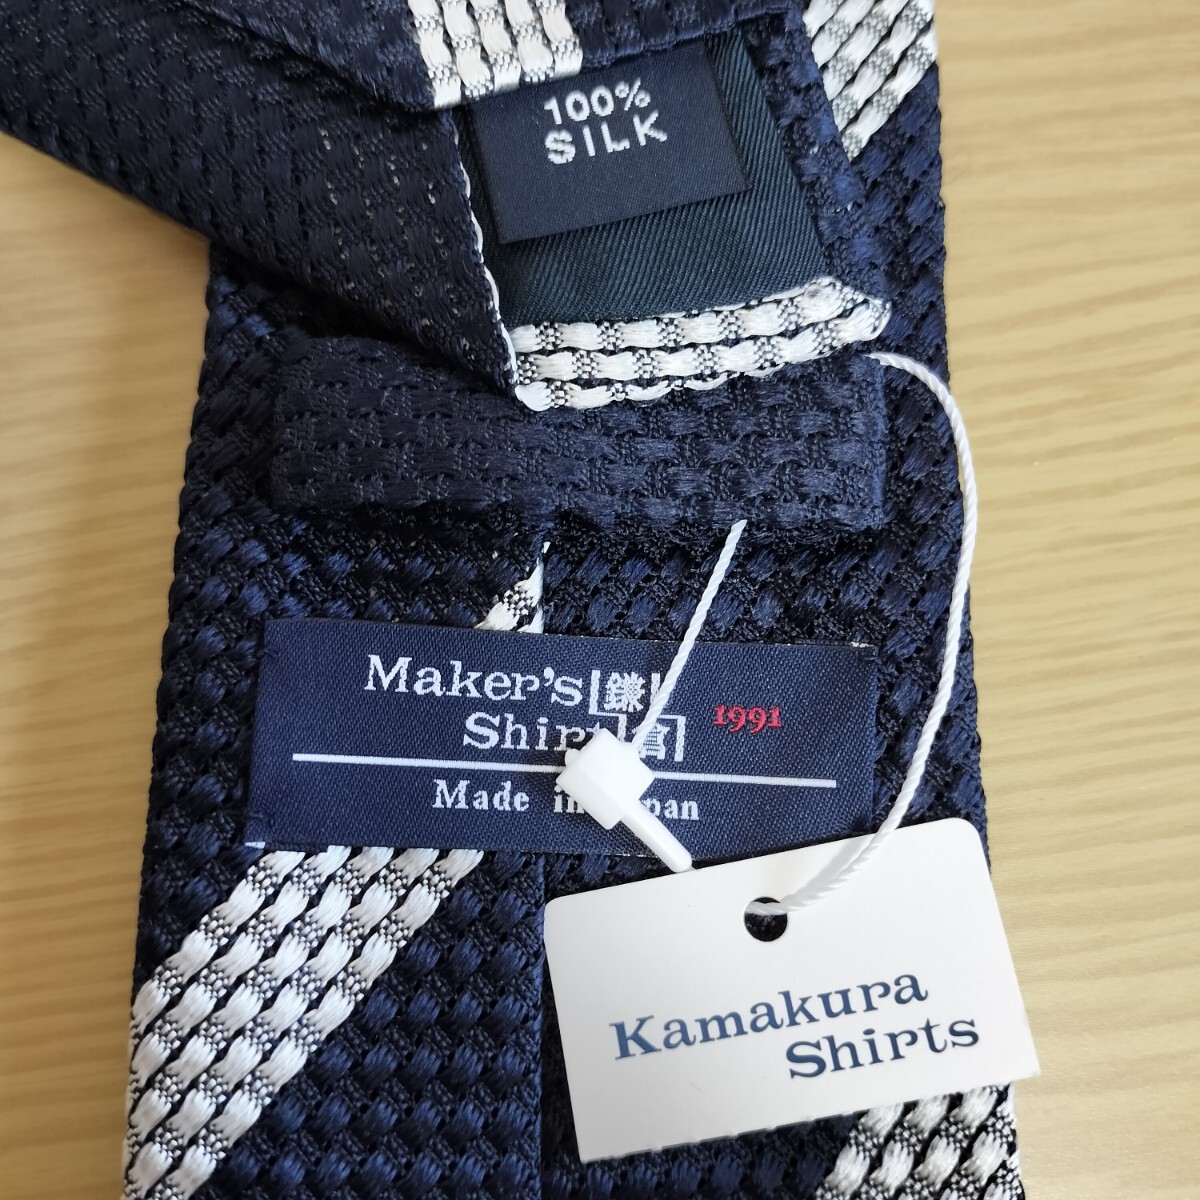 100%
SILK
Maker's 鎌 1991
Shirt 倉
Made in Japan
Kamakura
Shirts